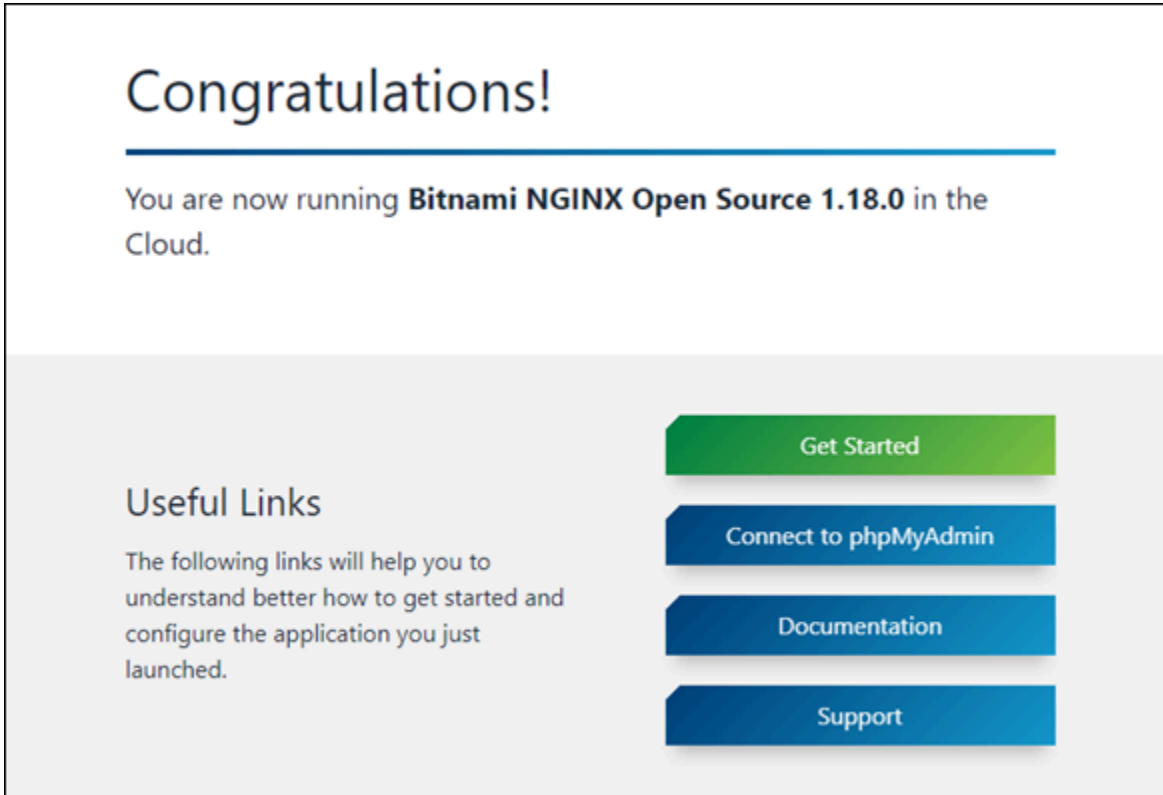 Congratulations!
You are now running Bitnami NGINX Open Source 1.18.0 in the
Cloud.
Useful Links
The following links will help you to
understand better how to get started and
configure the application you just
launched.
Get Started
Connect to phpMyAdmin
Documentation
Support